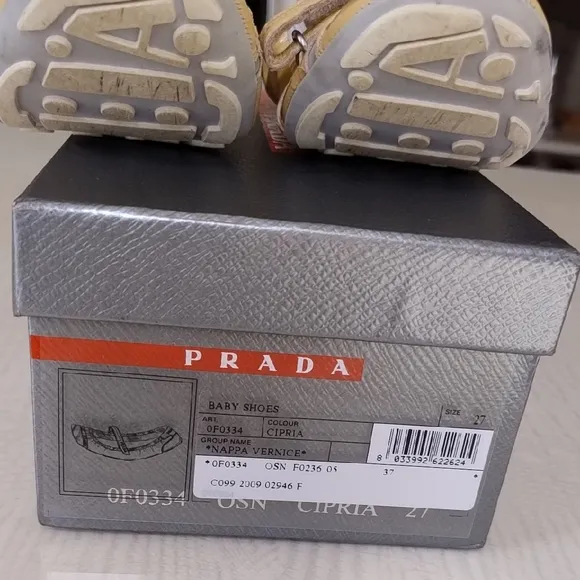 A
A
PRADA
BABY SHOES
SIZE 27
ART. COLOUR
0F0334 CIPRIA
GROUP NAME
*NAPPA VERNICE*
8 033992 622624
*0F0334 OSN F0236 05 37 *
C099 2009 02946 F
0F0334 OSN CIPRIA 27